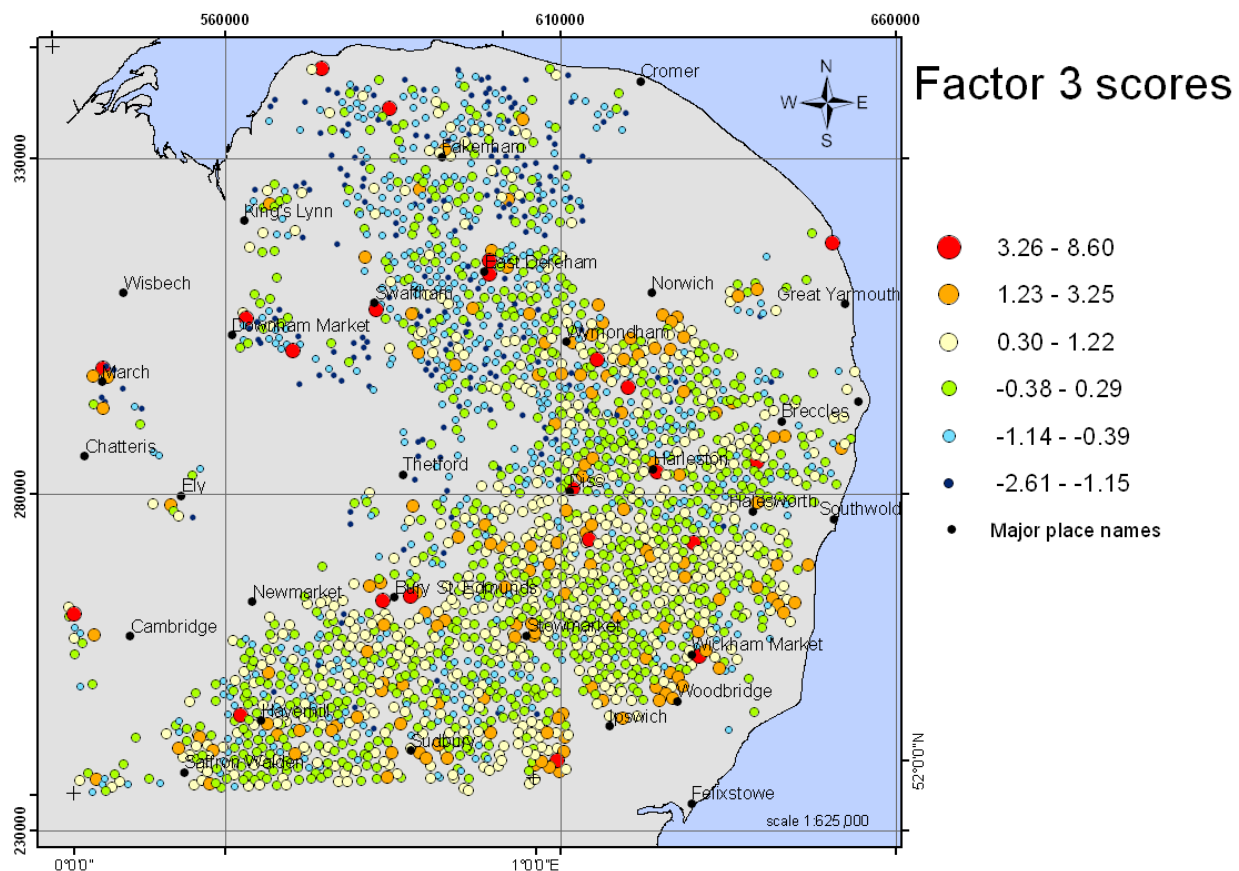 560000 610000 660000
Factor 3 scores
Cromer
N
W E
S
330000
Fakenham
King's Lynn
3.26 - 8.60
East Dereham
Wisbech
Norwich
1.23 - 3.25
Swaffham
Great Yarmouth
Downham Market
Wymondham
0.30 - 1.22
March
-0.38 - 0.29
Breccles
-1.14 - -0.39
Chatteris
Harleston
Thetford
-2.61 - -1.15
Ely
Diss
280000
Halesworth
Southwold
Major place names
Newmarket
Bury St. Edmunds
Cambridge
Stowmarket
Wickham Market
Woodbridge
Haverhill
Ipswich
Sudbury
Saffron Walden
52°0'0"N
Felixstowe
230000
scale 1:625,000
0°0'0"
1°0'0"E